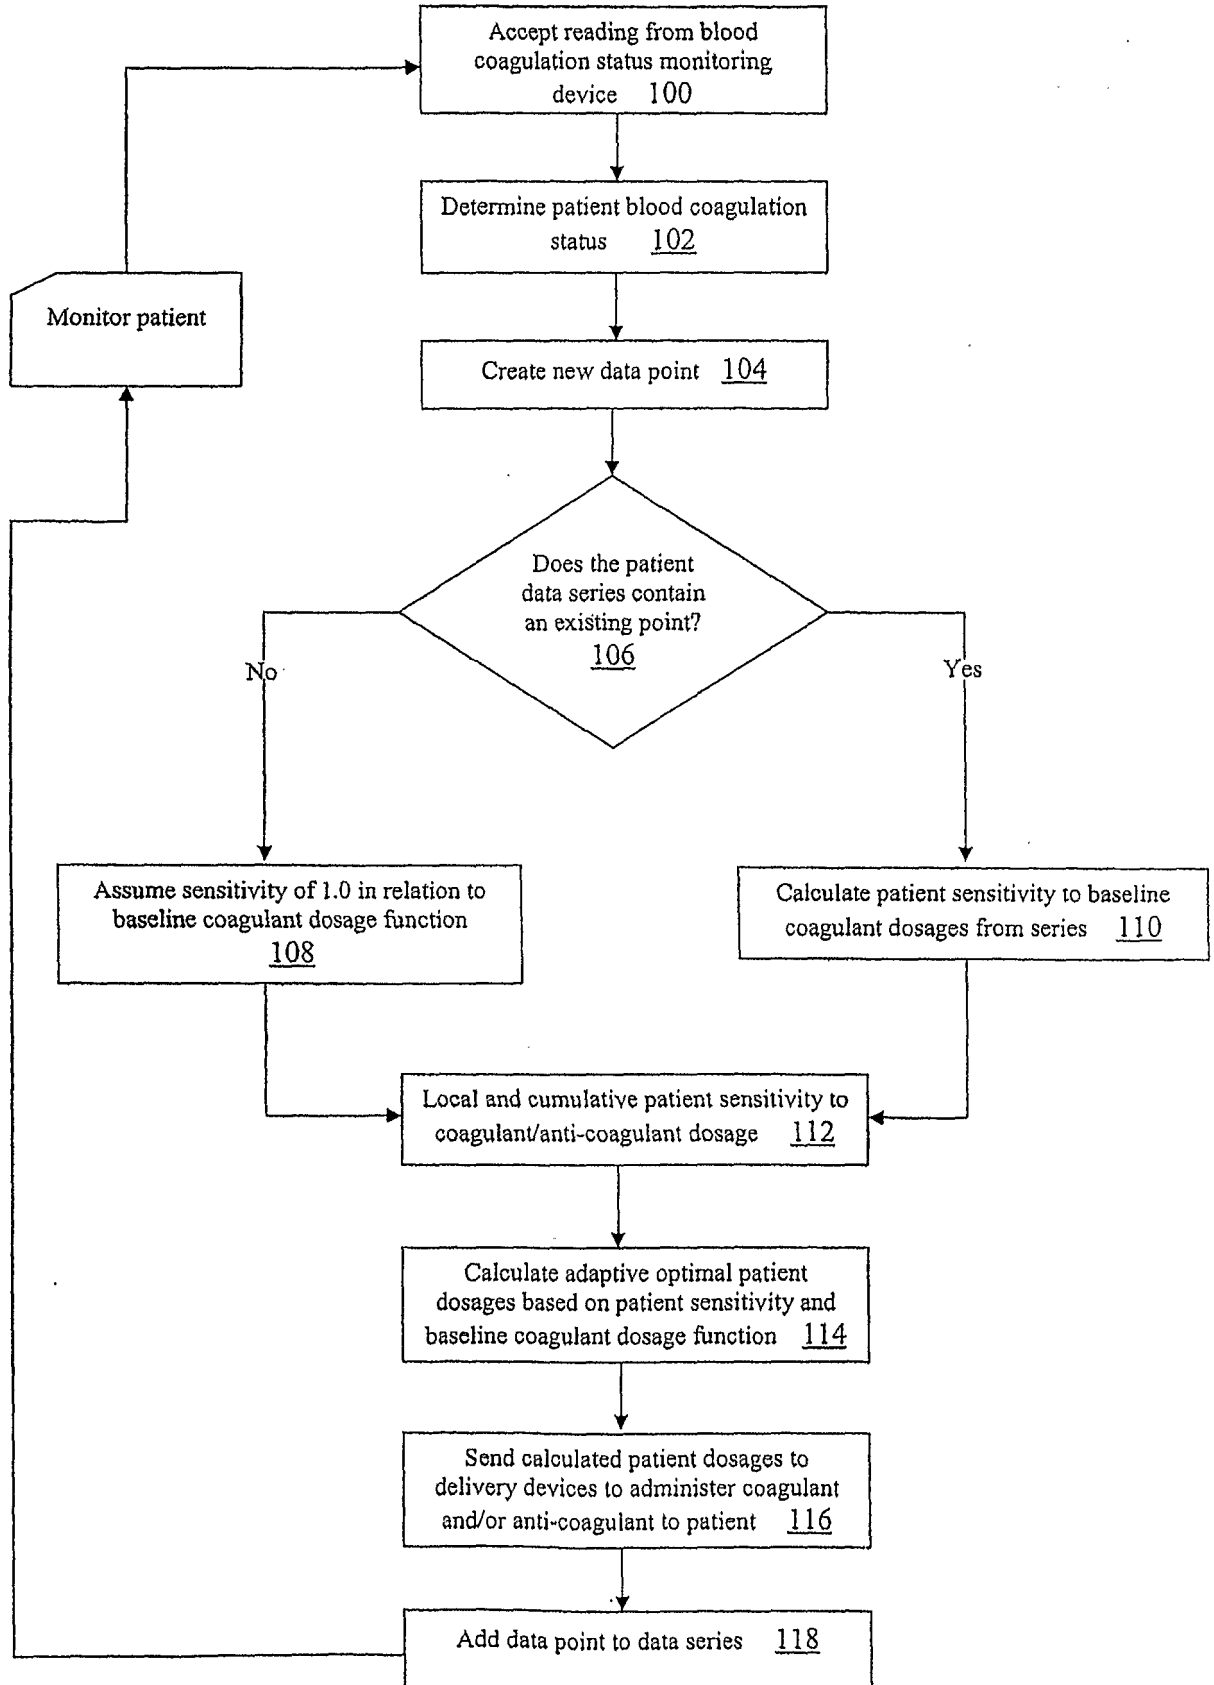 Accept reading from blood
coagulation status monitoring
device 100
Determine patient blood coagulation
status 102
Monitor patient
Create new data point 104
Does the patient
data series contain
an existing point?
106
No
Yes
Assume sensitivity of 1.0 in relation to
baseline coagulant dosage function
108
Calculate patient sensitivity to baseline
coagulant dosages from series 110
Local and cumulative patient sensitivity to
coagulant/anti-coagulant dosage 112
Calculate adaptive optimal patient
dosages based on patient sensitivity and
baseline coagulant dosage function 114
Send calculated patient dosages to
delivery devices to administer coagulant
and/or anti-coagulant to patient 116
Add data point to data series 118